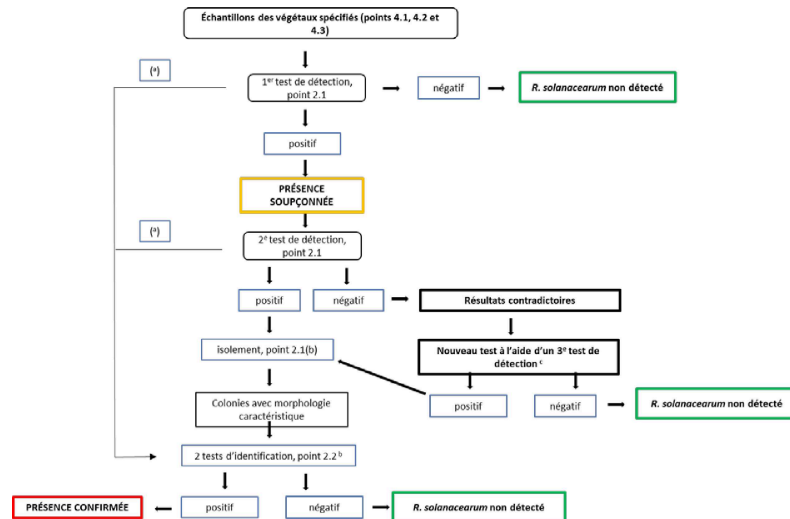 Échantillons des végétaux spécifiés (points 4.1, 4.2 et
4.3)
(ᵃ)
1er test de détection,
point 2.1
négatif
R. solanacearum non détecté
positif
PRÉSENCE
SOUPÇONNÉE
(ᵃ)
2e test de détection,
point 2.1
positif
négatif
Résultats contradictoires
isolement, point 2.1(b)
Nouveau test à l'aide d'un 3e test de
détection c
Colonies avec morphologie
caractéristique
positif
négatif
R. solanacearum non détecté
2 tests d'identification, point 2.2 b
PRÉSENCE CONFIRMÉE
positif
négatif
R. solanacearum non détecté